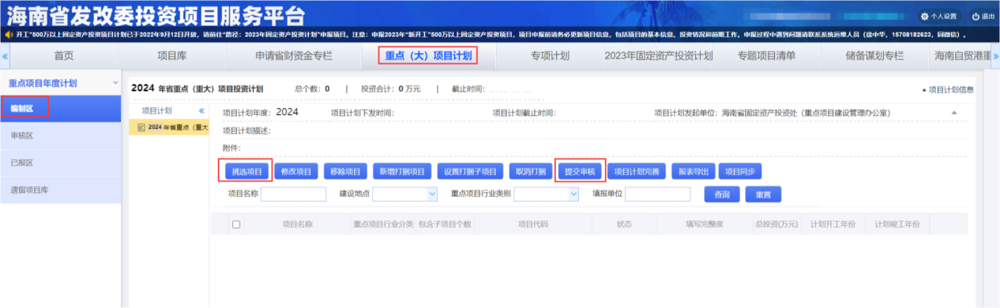 海南省发改委投资项目服务平台
个人设置 退出
开工"500万以上固定资产投资项目计划已于2022年9月12日开放，请前往"路径：2023年固定资产投资计划"申报项目。注意：申报2023年"新开工"500万以上固定资产投资项目，项目申报前请务必更新项目信息，包括项目的基本信息、投资情况和前期工作。申报过程中遇到问题请联系系统运维人员（徐中华，15708182623，同微信）。
« 首页 项目库 申请省财资金专栏 重点（大）项目计划 专项计划 2023年固定资产投资计划 专题项目清单 储备谋划专栏 海南自贸港重 »
重点项目年度计划
编制区
审核区
已报区
遗留项目库
2024 年省重点（重大）项目投资计划 总个数：0 | 投资合计：0 万元 | 截止时间：
项目计划信息
项目计划 «
2024 年省重点（重大
项目计划年度：2024 项目计划下发时间： 项目计划截止时间： 项目计划发起单位：海南省固定资产投资处（重点项目建设管理办公室）
项目计划描述：
附件：
挑选项目 修改项目 移除项目 新增打捆项目 设置打捆子项目 取消打捆 提交审核 项目计划完善 报表导出 项目同步
项目名称 建设地点 重点项目行业类别 填报单位 查询 重置
项目名称 重点项目行业分类 包含子项目个数 项目代码 状态 填写完整度 总投资(万元) 计划开工年份 计划竣工年份